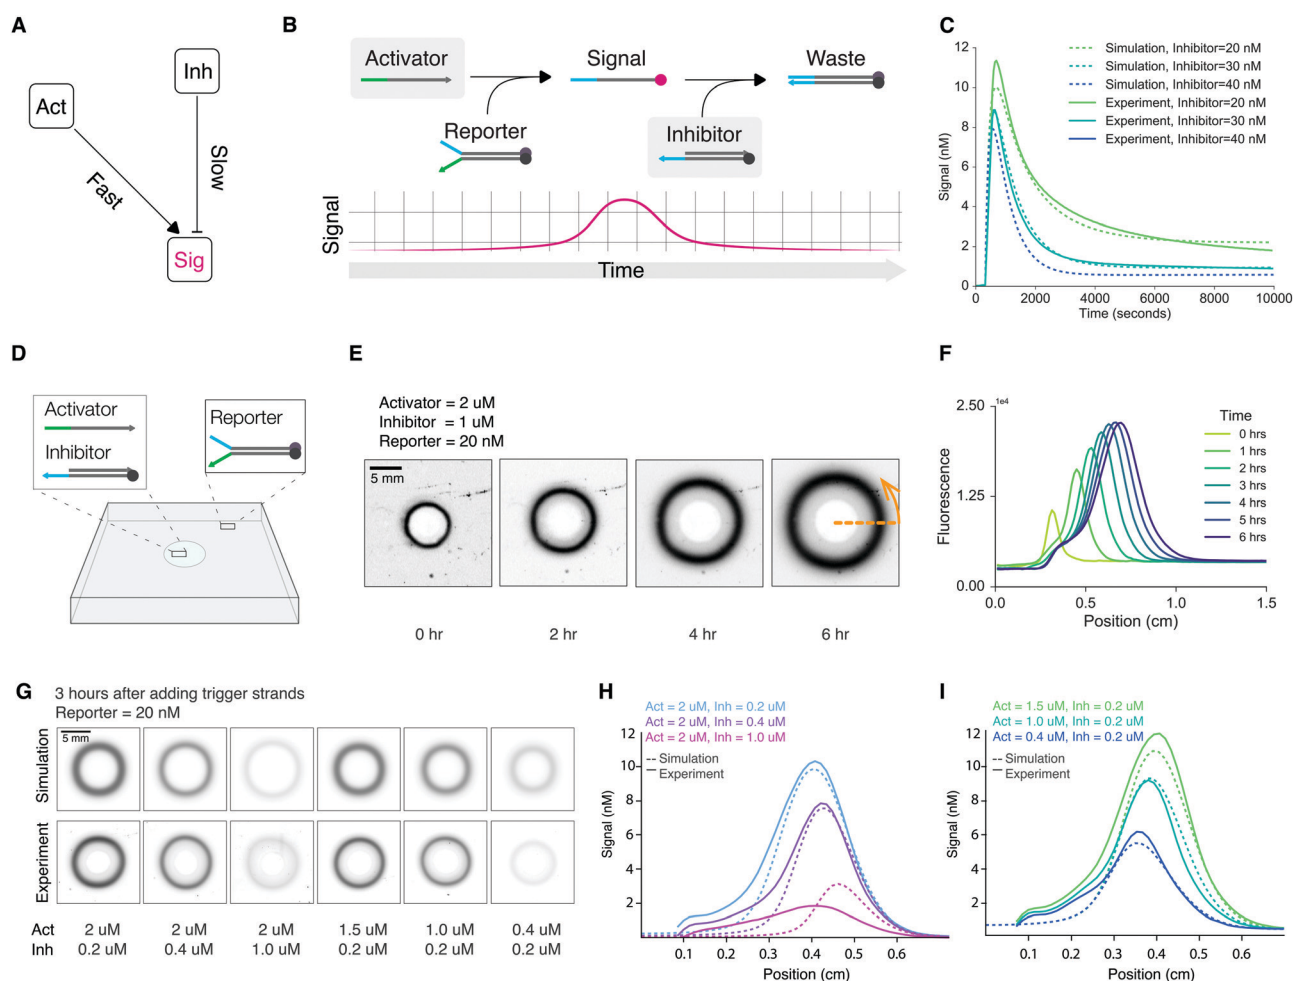 A
Act
Inh
Fast
Slow
Sig
B
Activator
Signal
Waste
Reporter
Inhibitor
Signal
Time
C
Simulation, Inhibitor=20 nM
Simulation, Inhibitor=30 nM
Simulation, Inhibitor=40 nM
Experiment, Inhibitor=20 nM
Experiment, Inhibitor=30 nM
Experiment, Inhibitor=40 nM
Signal (nM)
12
10
8
6
4
2
0
0 2000 4000 6000 8000 10000
Time (seconds)
D
Activator
Inhibitor
Reporter
E
Activator = 2 uM
Inhibitor = 1 uM
Reporter = 20 nM
5 mm
0 hr 2 hr 4 hr 6 hr
F
1e4
2.50
1.25
0.00
Fluorescence
Time
0 hrs
1 hrs
2 hrs
3 hrs
4 hrs
5 hrs
6 hrs
0.0 0.5 1.0 1.5
Position (cm)
G
3 hours after adding trigger strands
Reporter = 20 nM
5 mm
Simulation
Experiment
Act 2 uM 2 uM 2 uM 1.5 uM 1.0 uM 0.4 uM
Inh 0.2 uM 0.4 uM 1.0 uM 0.2 uM 0.2 uM 0.2 uM
H
Act = 2 uM, Inh = 0.2 uM
Act = 2 uM, Inh = 0.4 uM
Act = 2 uM, Inh = 1.0 uM
Simulation
Experiment
Signal (nM)
12
10
8
6
4
2
0.1 0.2 0.3 0.4 0.5 0.6
Position (cm)
I
Act = 1.5 uM, Inh = 0.2 uM
Act = 1.0 uM, Inh = 0.2 uM
Act = 0.4 uM, Inh = 0.2 uM
Simulation
Experiment
Signal (nM)
12
10
8
6
4
2
0.1 0.2 0.3 0.4 0.5 0.6
Position (cm)